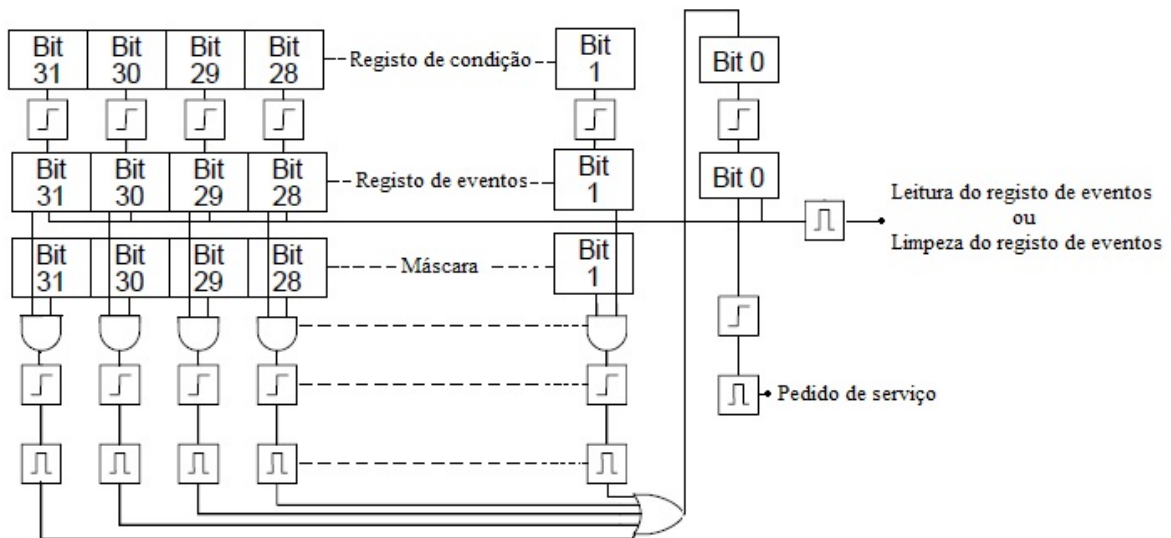 Bit 31
Bit 30
Bit 29
Bit 28
Registo de condição
Bit 1
Bit 0
Bit 31
Bit 30
Bit 29
Bit 28
Registo de eventos
Bit 1
Bit 0
Leitura do registo de eventos
ou
Limpeza do registo de eventos
Bit 31
Bit 30
Bit 29
Bit 28
Máscara
Bit 1
Pedido de serviço